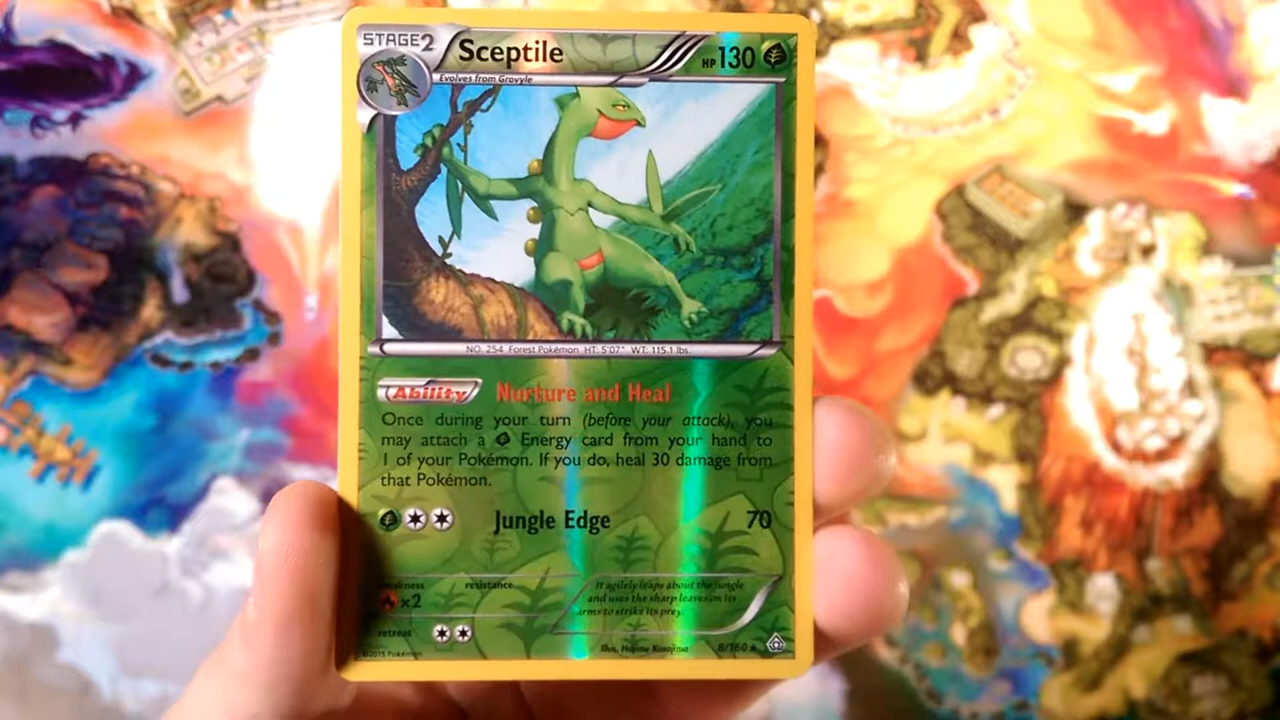 STAGE2 Sceptile HP130
Evolves from Grovyle
NO. 254 Forest Pokémon HT: 5'07" WT: 115.1 lbs.
Ability Nurture and Heal
Once during your turn (before your attack), you
may attach a Energy card from your hand to
1 of your Pokémon. If you do, heal 30 damage from
that Pokémon.
Jungle Edge 70
weakness resistance
×2
It agilely leaps about the jungle
and uses the sharp leaves on its
arms to strike its prey.
retreat
Illus. Hajime Kusajima 8/160 ★
©2015 Pokémon